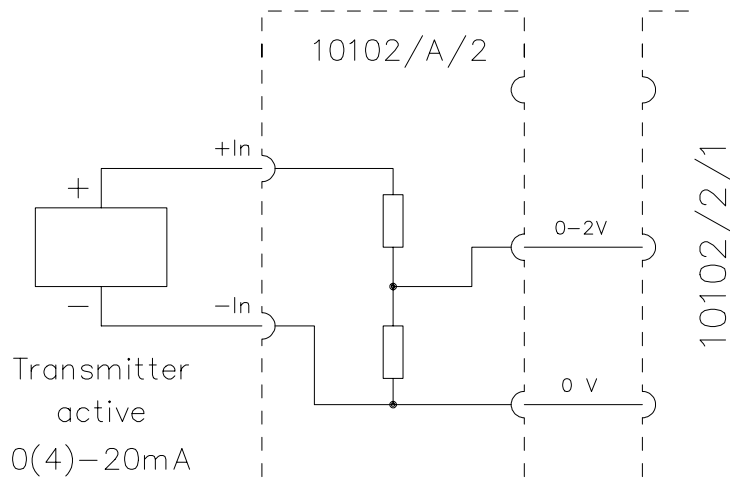 10102/A/2
+In
+
0-2V
10102/2/1
-
-In
Transmitter
active
0 V
0(4)-20mA